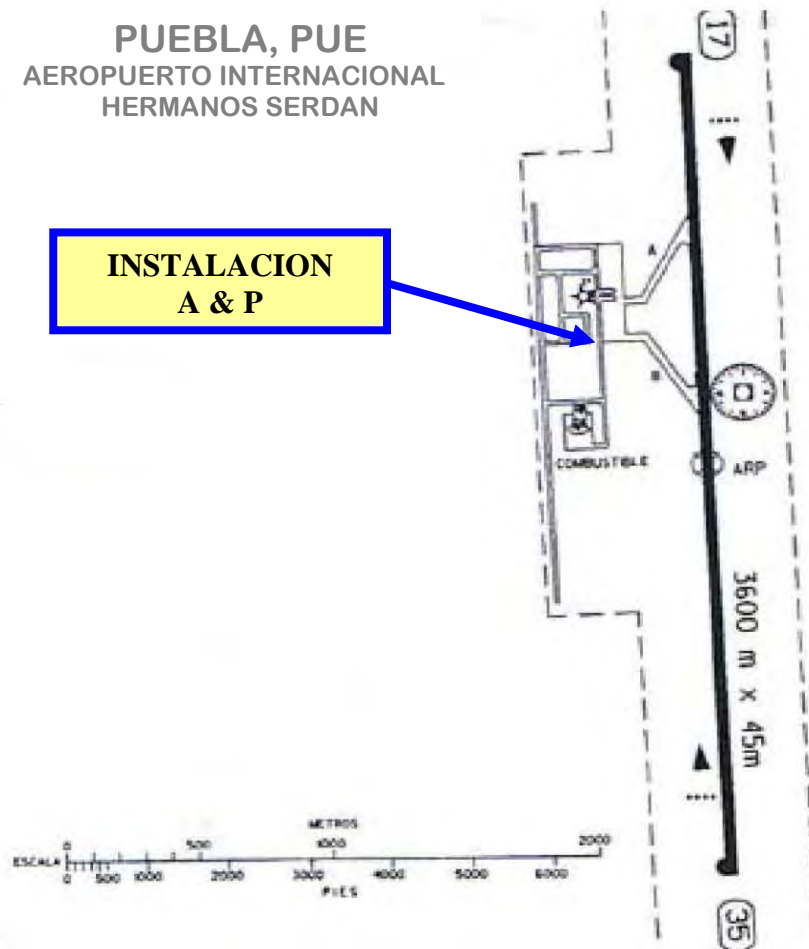 PUEBLA, PUE
AEROPUERTO INTERNACIONAL
HERMANOS SERDAN
17
INSTALACION
A & P
A
B
COMBUSTIBLE
ARP
3600 m x 45m
METROS
0 500 1000 2000
ESCALA
0 500 1000 2000 3000 4000 5000 6000
PIES
35